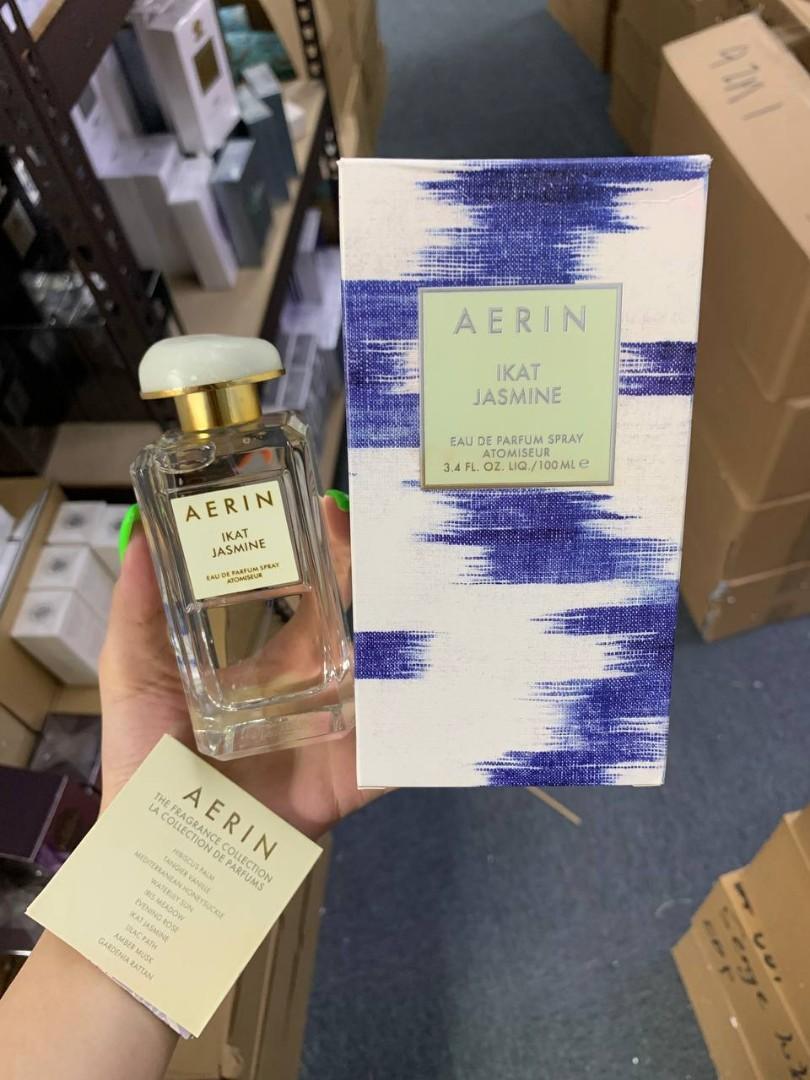 AERIN
IKAT
JASMINE
EAU DE PARFUM SPRAY
ATOMISEUR
3.4 FL. OZ. LIQ./100 ML e
AERIN
IKAT
JASMINE
EAU DE PARFUM SPRAY
ATOMISEUR
AERIN
THE FRAGRANCE COLLECTION
LA COLLECTION DE PARFUMS
HIBISCUS PALM
TANGIER VANILLE
MEDITERRANEAN HONEYSUCKLE
WATERLILY SUN
IRIS MEADOW
EVENING ROSE
IKAT JASMINE
LILAC PATH
AMBER MUSK
GARDENIA RATTAN